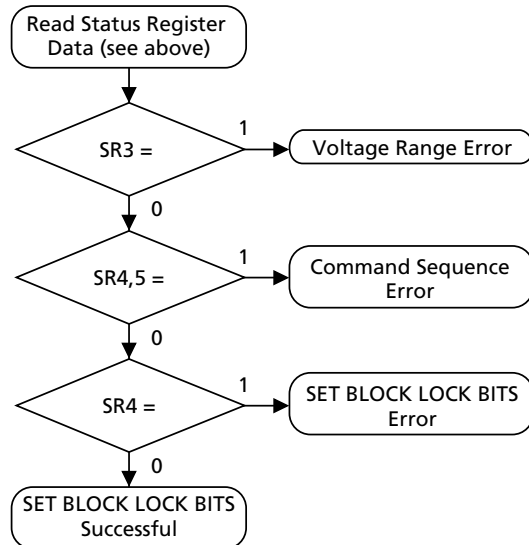 Read Status Register
Data (see above)
SR3 =
1
Voltage Range Error
0
SR4,5 =
1
Command Sequence
Error
0
SR4 =
1
SET BLOCK LOCK BITS
Error
0
SET BLOCK LOCK BITS
Successful